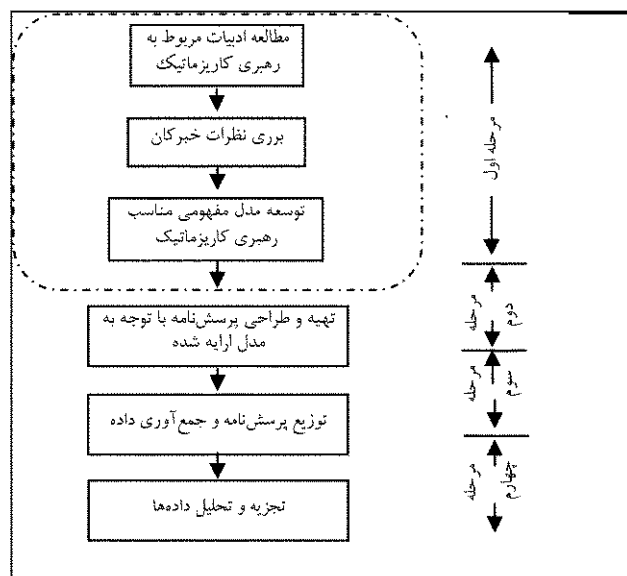 مطالعه ادبیات مربوط به
رهبری کاریزماتیک
برری نظرات خبرکان
توسعه مدل مفهومی مناسب
رهبری کاریزماتیک
تهیه و طراحی پرسش‌نامه با توجه به
مدل ارایه شده
توزیع پرسش‌نامه و جمع‌آوری داده
تجزیه و تحلیل داده‌ها
مرحله اول
مرحله
دوم
مرحله
سوم
مرحله
چهارم